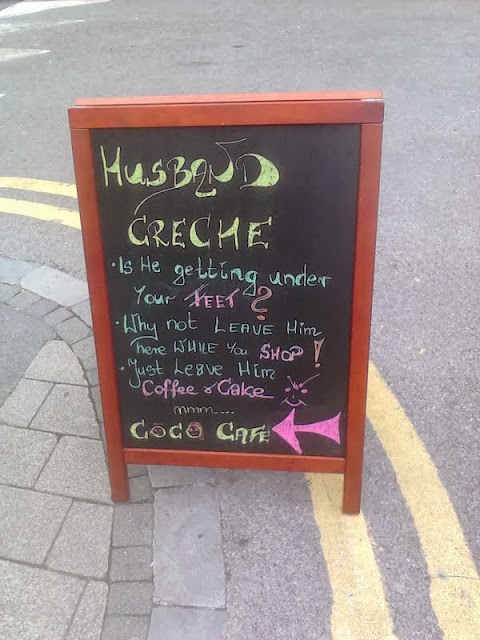 HUSBAND
CRECHE
·Is He getting under
Your FEET ?
·Why not LEAVE Him
There WHILE You SHOP !
·Just LEAVE Him
Coffee & Cake
mmm....
COCO CAFE